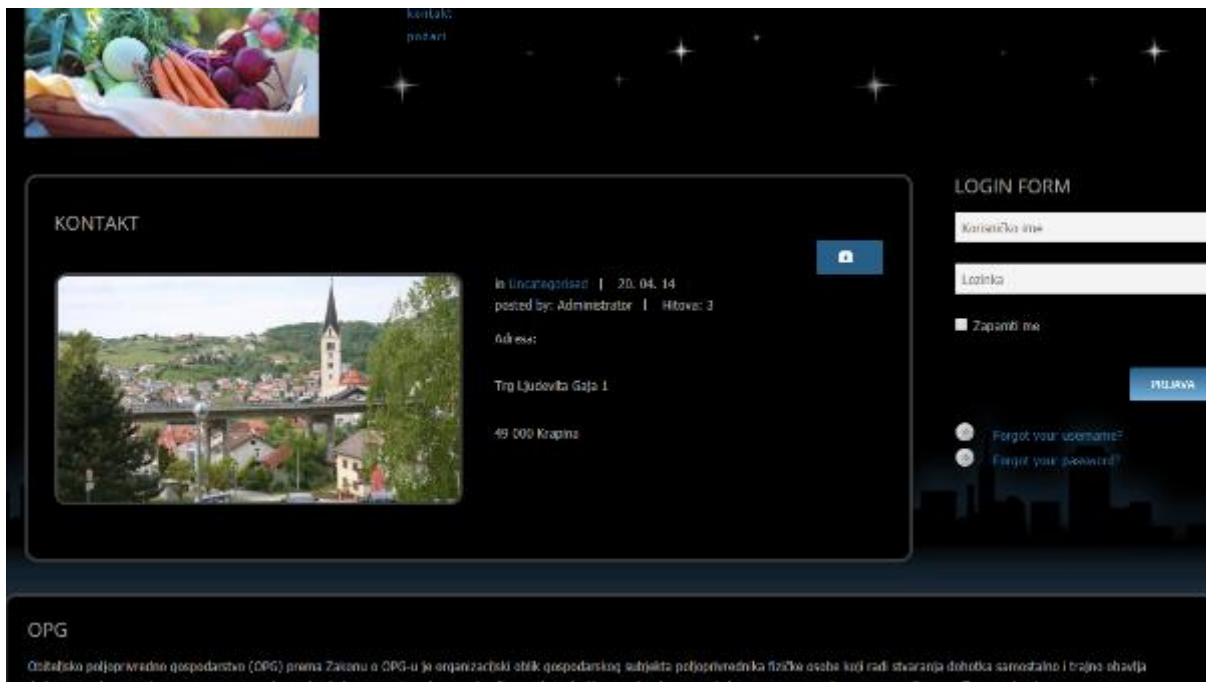 kontakt
požari
KONTAKT
in Uncategorised | 20. 04. 14
posted by: Administrator | Hitova: 3
Adresa:
Trg Ljudevita Gaja 1
49 000 Krapina
LOGIN FORM
Korisničko ime
Lozinka
Zapamti me
PRIJAVA
Forgot your username?
Forgot your password?
OPG
Obiteljsko poljoprivredno gospodarstvo (OPG) prema Zakonu o OPG-u je organizacijski oblik gospodarskog subjekta poljoprivrednika fizičke osobe koji radi stvaranja dohotka samostalno i trajno obavlja